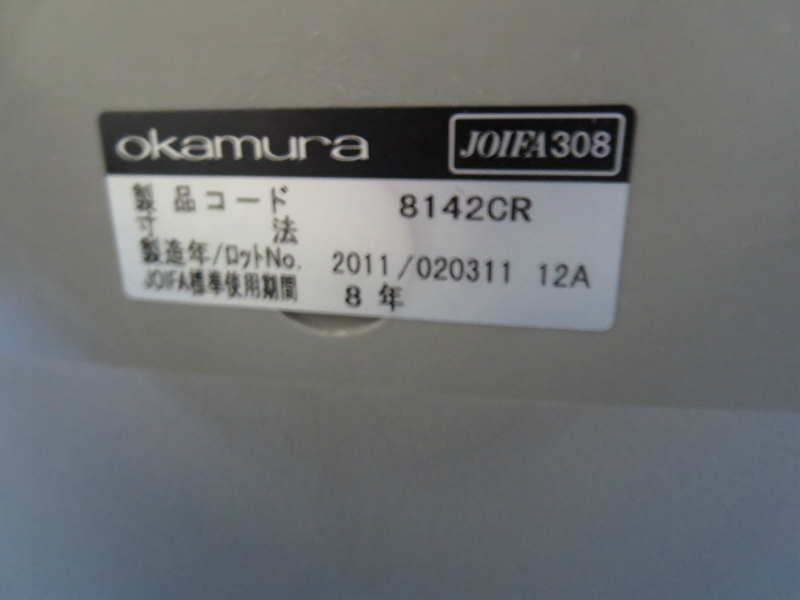 okamura JOIFA308
製品コード 8142CR
寸法
製造年/ロットNo. 2011/020311 12A
JOIFA標準使用期間 8年